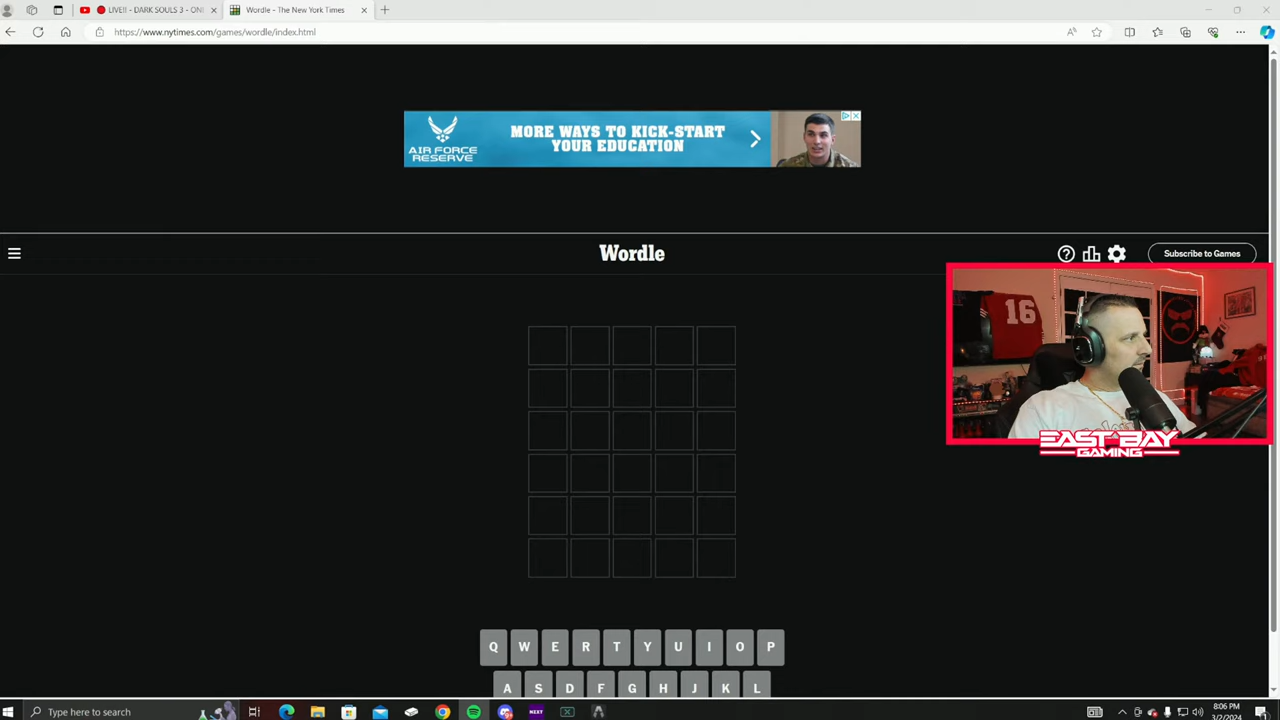 LIVE!! - DARK SOULS 3 - ON
Wordle - The New York Times
https://www.nytimes.com/games/wordle/index.html
AIR FORCE
RESERVE
MORE WAYS TO KICK-START
YOUR EDUCATION
Wordle
Subscribe to Games
16
EAST BAY
GAMING
Q W E R T Y U I O P
A S D F G H J K L
Type here to search
NEXT
8:06 PM
3/2/2024